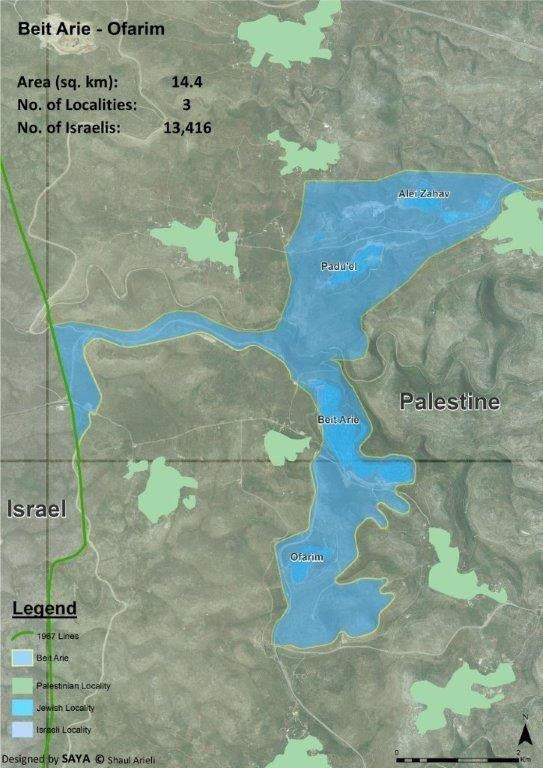 Beit Arie - Ofarim
Area (sq. km): 14.4
No. of Localities: 3
No. of Israelis: 13,416
Alei Zahav
Padu'el
Palestine
Beit Arie
Israel
Ofarim
Legend
1967 Lines
Beit Arie
Palestinian Locality
Jewish Locality
Israeli Locality
N
0 2
Km
Designed by SAYA © Shaul Arieli